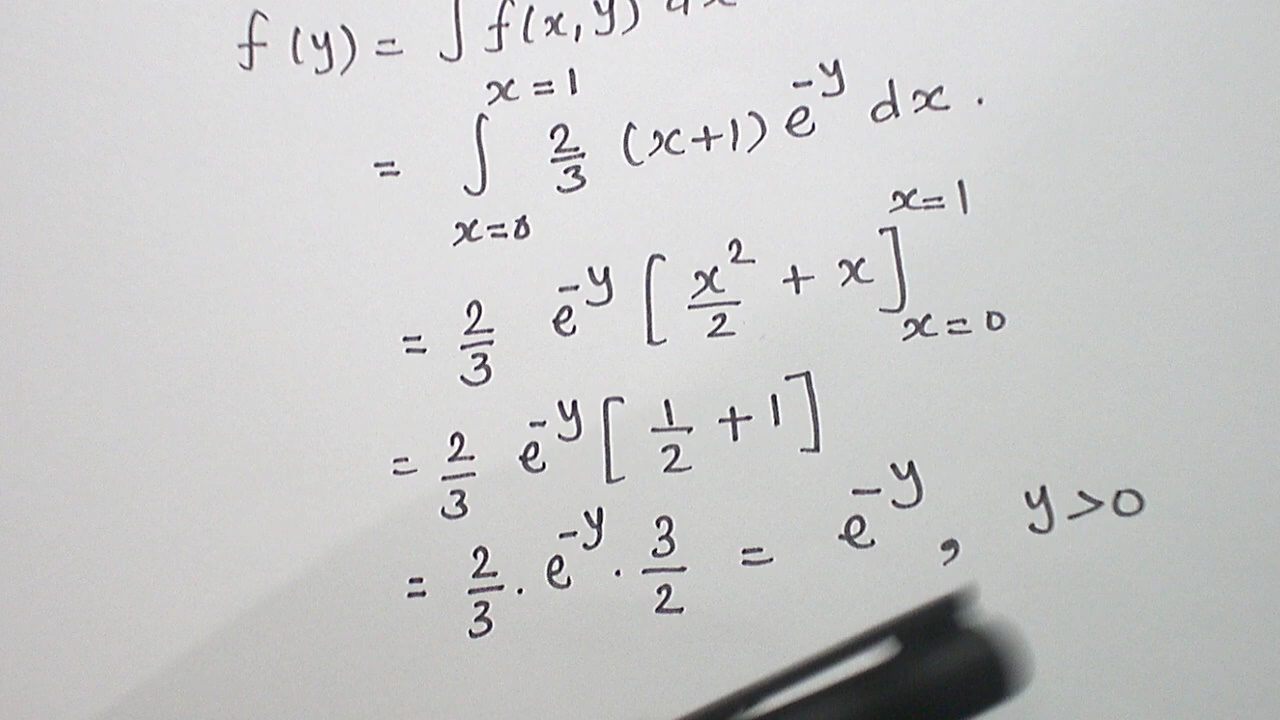 f(y) = ∫ f(x,y) dx
= ∫_{x=0}^{x=1} 2/3 (x+1) e^{-y} dx .
= 2/3 e^{-y} [ x^2/2 + x ]_{x=0}^{x=1}
= 2/3 e^{-y} [ 1/2 + 1 ]
= 2/3 . e^{-y} . 3/2 = e^{-y} , y>0